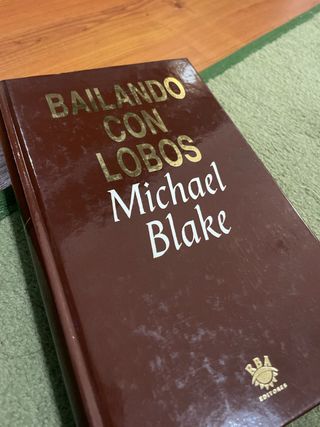 BAILANDO
CON
LOBOS
Michael
Blake
RBA
EDITORES